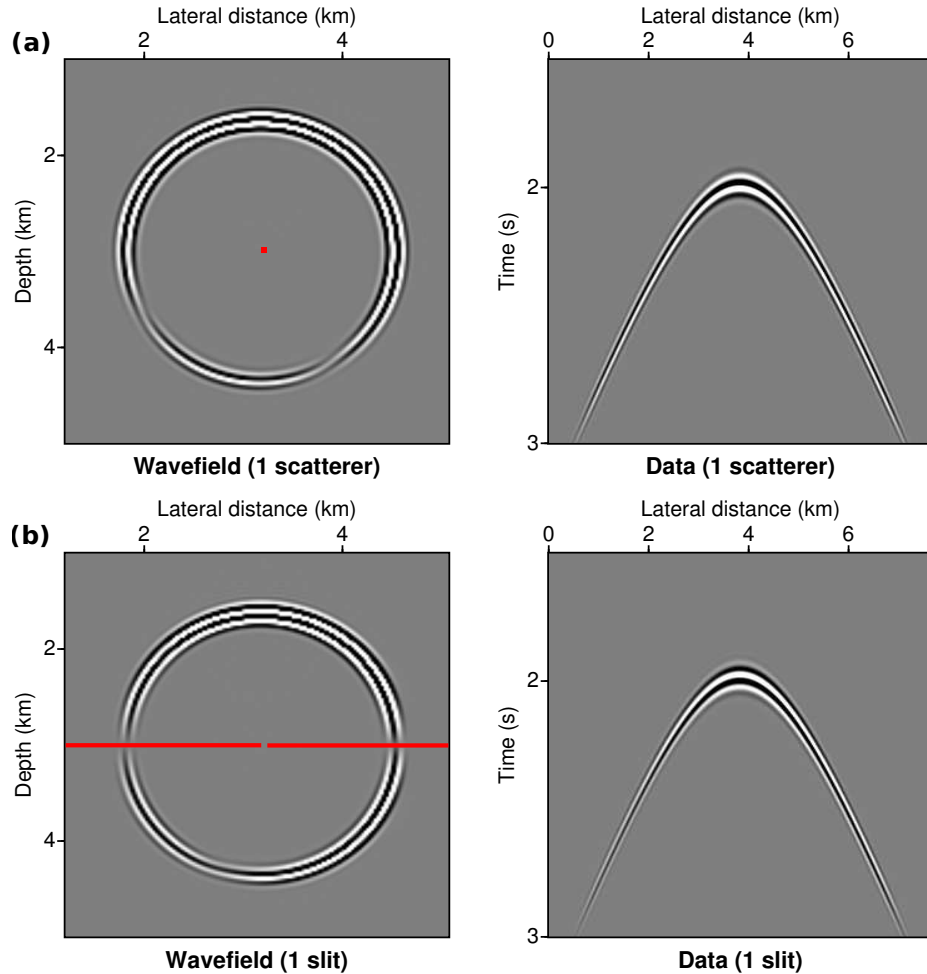 (a)
Lateral distance (km)
2 4
Depth (km)
2
4
Wavefield (1 scatterer)
Lateral distance (km)
0 2 4 6
Time (s)
2
3
Data (1 scatterer)
(b)
Lateral distance (km)
2 4
Depth (km)
2
4
Wavefield (1 slit)
Lateral distance (km)
0 2 4 6
Time (s)
2
3
Data (1 slit)